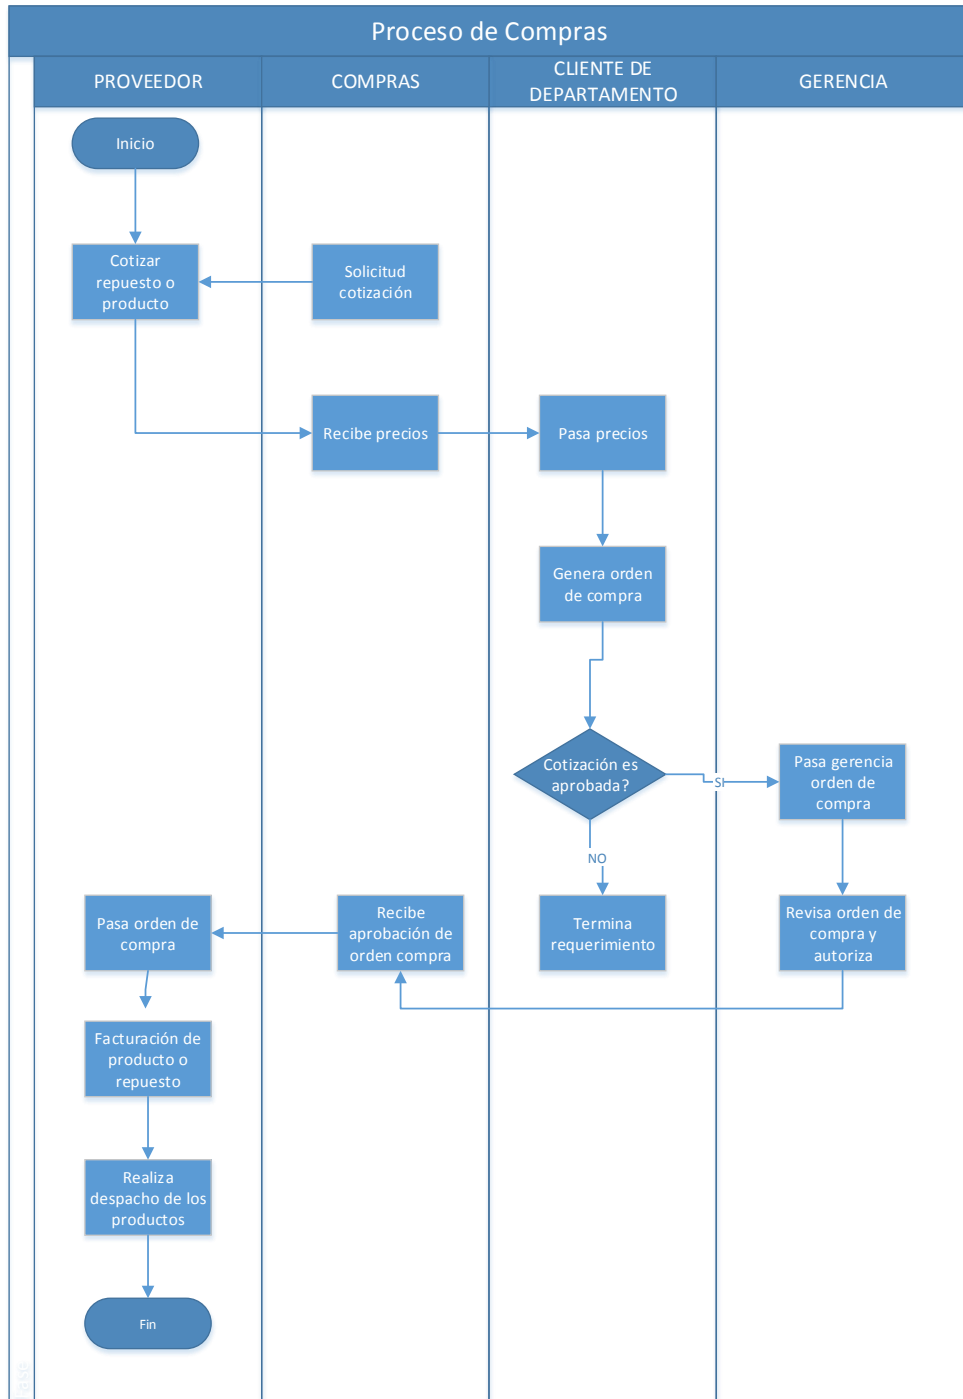 Proceso de Compras
PROVEEDOR
COMPRAS
CLIENTE DE
DEPARTAMENTO
GERENCIA
Inicio
Cotizar
repuesto o
producto
Solicitud
cotización
Recibe precios
Pasa precios
Genera orden
de compra
Cotización es
aprobada?
SI
Pasa gerencia
orden de
compra
NO
Pasa orden de
compra
Recibe
aprobación de
orden compra
Termina
requerimiento
Revisa orden de
compra y
autoriza
Facturación de
producto o
repuesto
Realiza
despacho de los
productos
Fin
Fase